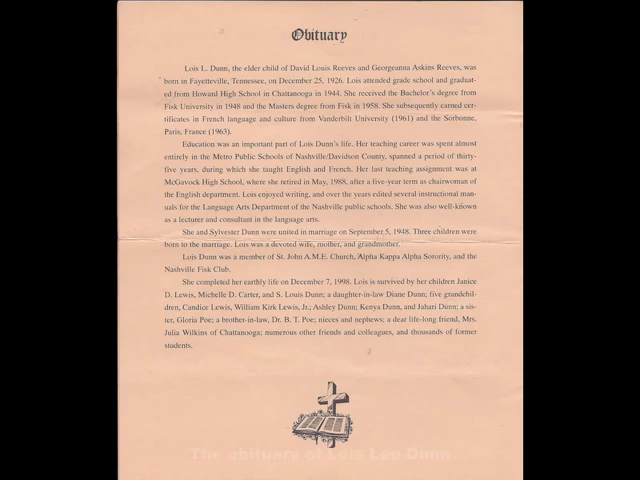 Obituary
Lois L. Dunn, the elder child of David Louis Reeves and Georgeanna Askins Reeves, was
born in Fayetteville, Tennessee, on December 25, 1926. Lois attended grade school and graduat-
ed from Howard High School in Chattanooga in 1944. She received the Bachelor's degree from
Fisk University in 1948 and the Masters degree from Fisk in 1958. She subsequently earned cer-
tificates in French language and culture from Vanderbilt University (1961) and the Sorbonne,
Paris, France (1963).
Education was an important part of Lois Dunn's life. Her teaching career was spent almost
entirely in the Metro Public Schools of Nashville/Davidson County, spanned a period of thirty-
five years, during which she taught English and French. Her last teaching assignment was at
McGavock High School, where she retired in May, 1988, after a five-year term as chairwoman of
the English department. Lois enjoyed writing, and over the years edited several instructional man-
uals for the Language Arts Department of the Nashville public schools. She was also well-known
as a lecturer and consultant in the language arts.
She and Sylvester Dunn were united in marriage on September 5, 1948. Three children were
born to the marriage. Lois was a devoted wife, mother, and grandmother.
Lois Dunn was a member of St. John A.M.E. Church, Alpha Kappa Alpha Sorority, and the
Nashville Fisk Club.
She completed her earthly life on December 7, 1998. Lois is survived by her children Janice
D. Lewis, Michelle D. Carter, and S. Louis Dunn; a daughter-in-law Diane Dunn; five grandchil-
dren, Candice Lewis, William Kirk Lewis, Jr.; Ashley Dunn; Kenya Dunn, and Jahari Dunn; a sis-
ter, Gloria Poe; a brother-in-law, Dr. B. T. Poe; nieces and nephews; a dear life-long friend, Mrs.
Julia Wilkins of Chattanooga; numerous other friends and colleagues, and thousands of former
students.
The obituary of Lois Lee Dunn